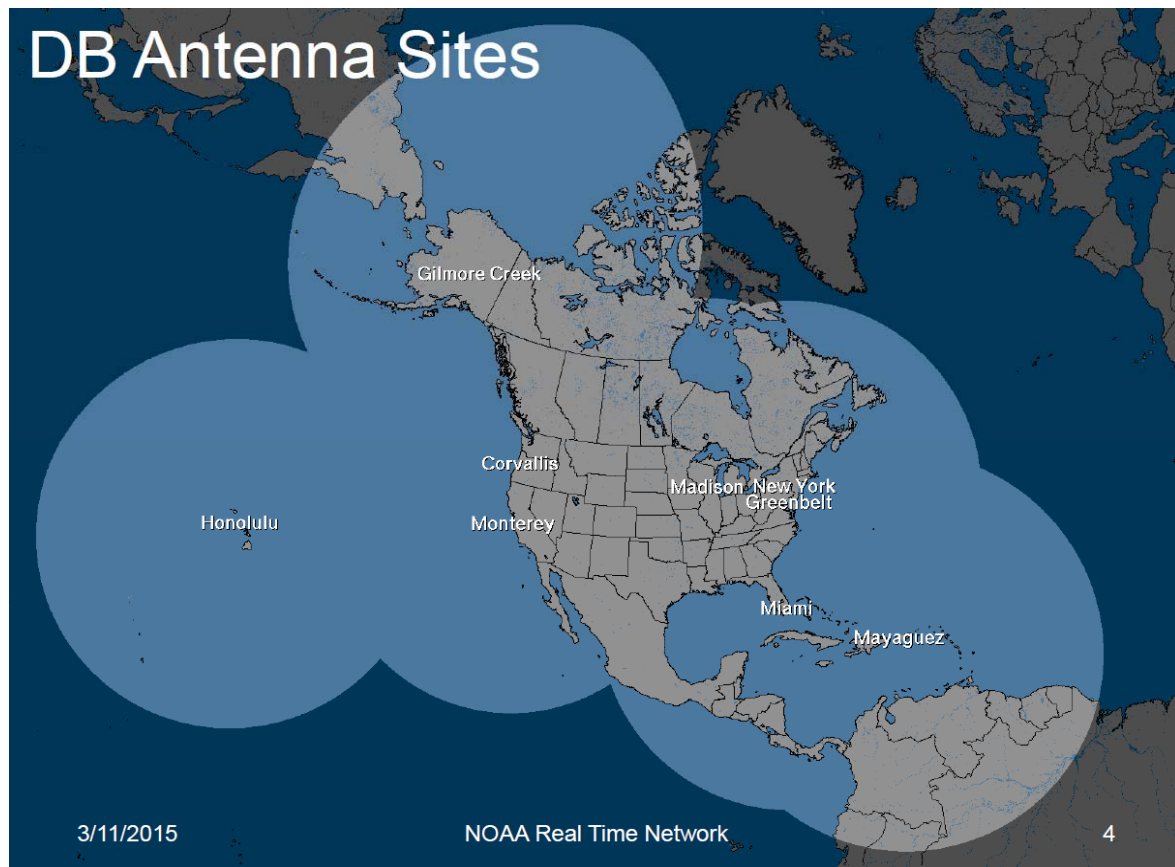 DB Antenna Sites
Gilmore Creek
Corvallis
Madison New York
Greenbelt
Honolulu
Monterey
Miami
Mayaguez
3/11/2015
NOAA Real Time Network
4